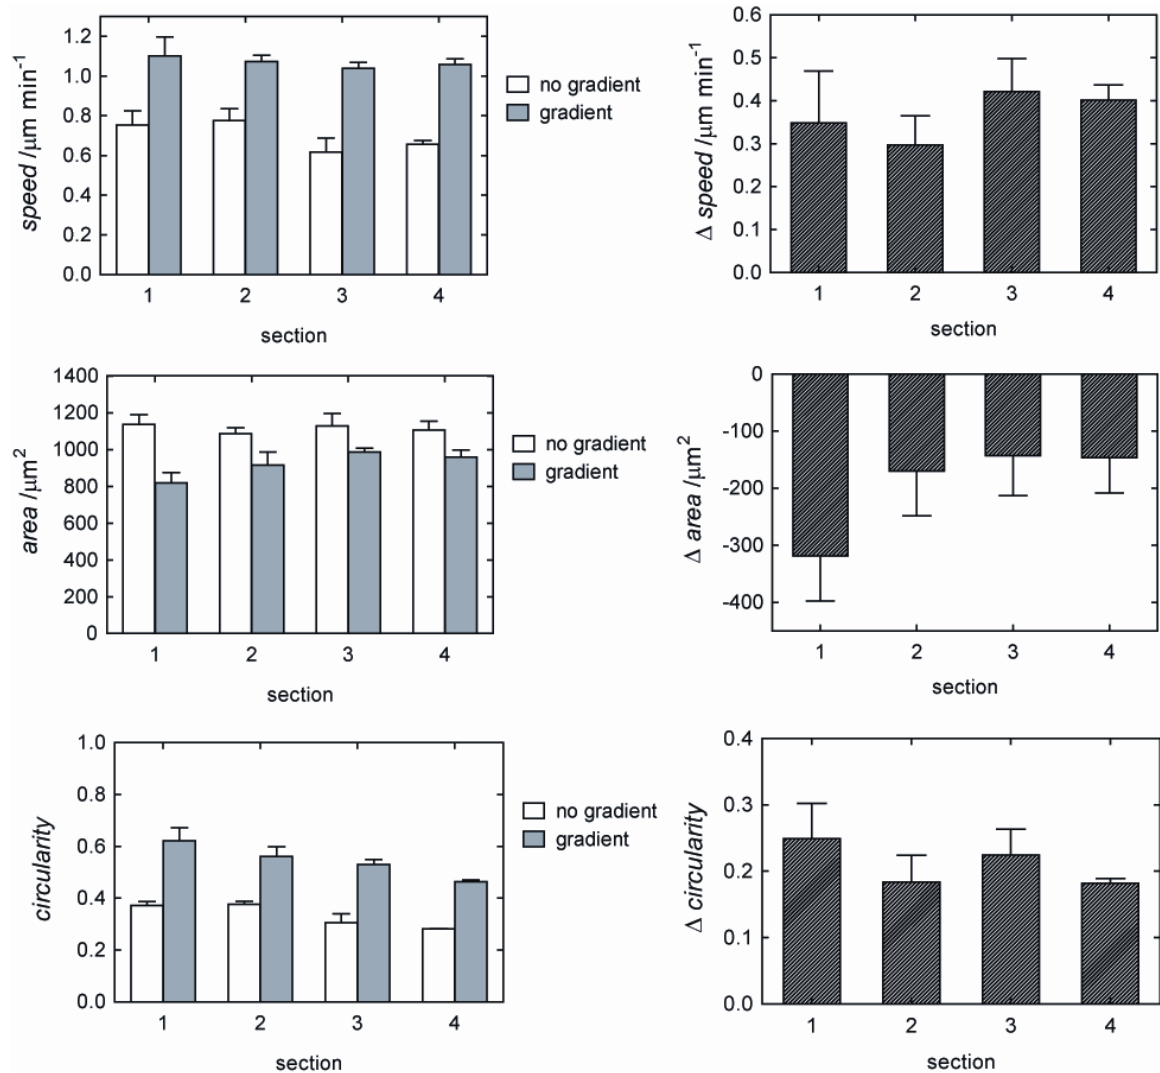 speed /μm min⁻¹
1.2
1.0
0.8
0.6
0.4
0.2
0.0
1 2 3 4
section
no gradient
gradient
Δ speed /μm min⁻¹
0.6
0.5
0.4
0.3
0.2
0.1
0.0
1 2 3 4
section
area /μm²
1400
1200
1000
800
600
400
200
0
1 2 3 4
section
no gradient
gradient
Δ area /μm²
0
-100
-200
-300
-400
1 2 3 4
section
circularity
1.0
0.8
0.6
0.4
0.2
0.0
1 2 3 4
section
no gradient
gradient
Δ circularity
0.4
0.3
0.2
0.1
0.0
1 2 3 4
section